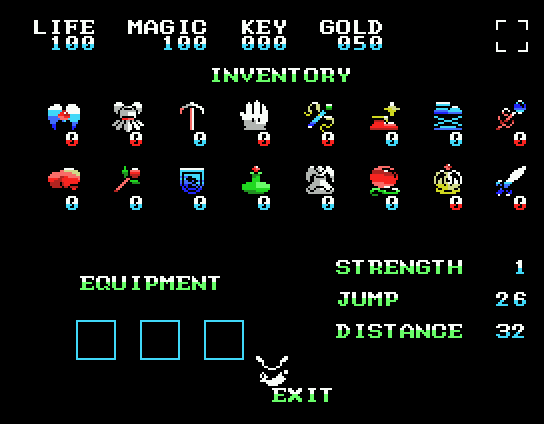 LIFE MAGIC KEY GOLD
100 100 000 050
INVENTORY
0 0 0 0 0 0 0 0
0 0 0 0 0 0 0 0
STRENGTH 1
EQUIPMENT
JUMP 26
DISTANCE 32
EXIT